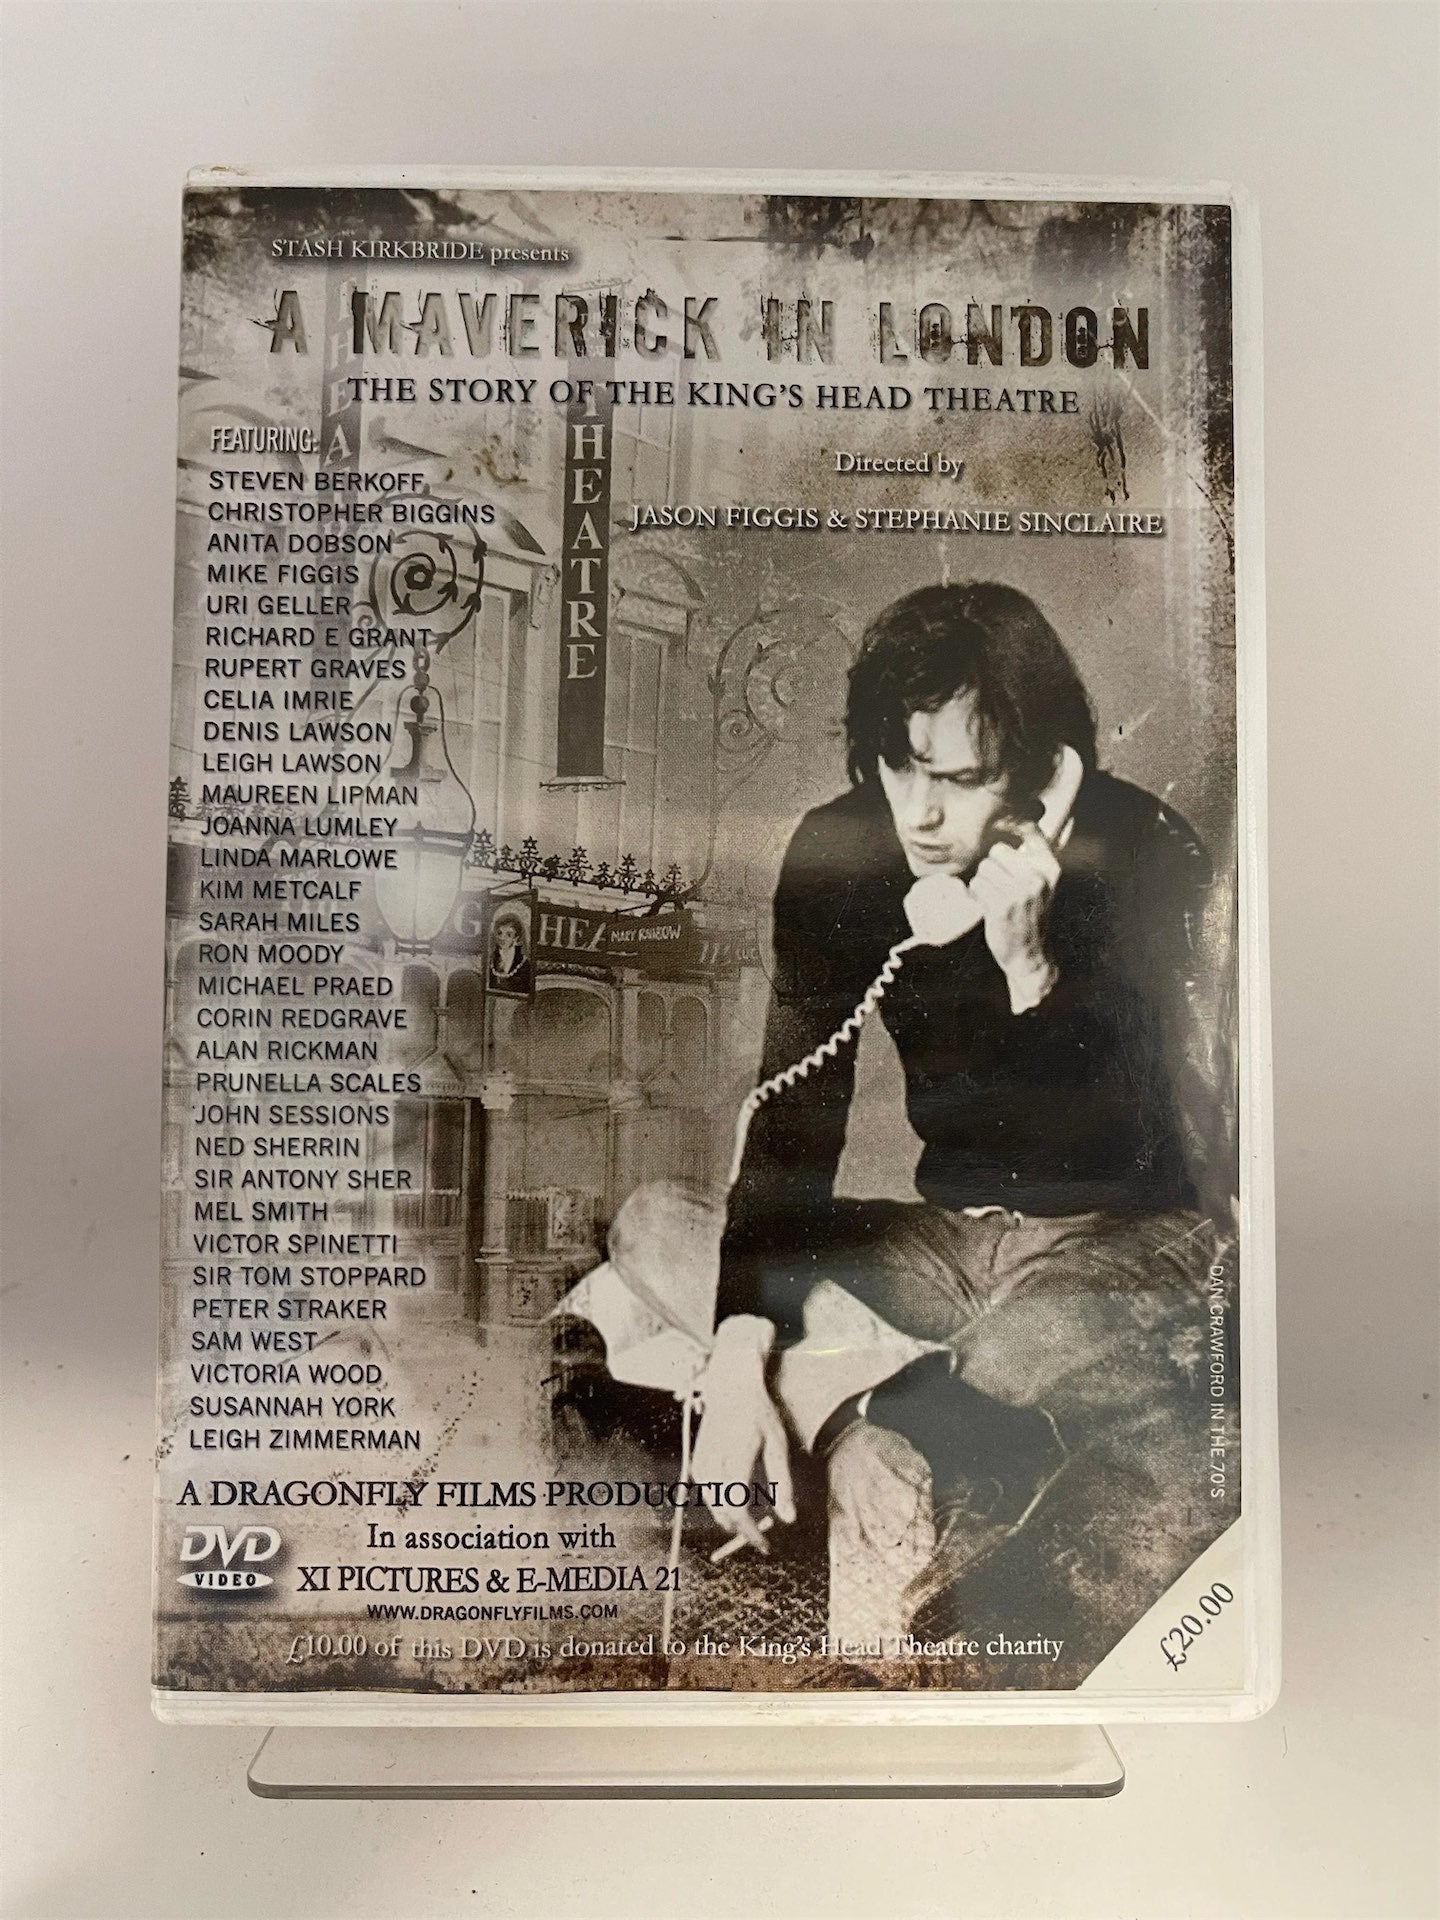 STASH KIRKBRIDE presents
A MAVERICK IN LONDON
THE STORY OF THE KING'S HEAD THEATRE
FEATURING:
STEVEN BERKOFF
CHRISTOPHER BIGGINS
ANITA DOBSON
MIKE FIGGIS
URI GELLER
RICHARD E GRANT
RUPERT GRAVES
CELIA IMRIE
DENIS LAWSON
LEIGH LAWSON
MAUREEN LIPMAN
JOANNA LUMLEY
LINDA MARLOWE
KIM METCALF
SARAH MILES
RON MOODY
MICHAEL PRAED
CORIN REDGRAVE
ALAN RICKMAN
PRUNELLA SCALES
JOHN SESSIONS
NED SHERRIN
SIR ANTONY SHER
MEL SMITH
VICTOR SPINETTI
SIR TOM STOPPARD
PETER STRAKER
SAM WEST
VICTORIA WOOD
SUSANNAH YORK
LEIGH ZIMMERMAN
Directed by
JASON FIGGIS & STEPHANIE SINCLAIRE
THEATRE
HEA
MARY RAINBOW
DAN CRAWFORD IN THE 70'S
A DRAGONFLY FILMS PRODUCTION
DVD
VIDEO
In association with
XI PICTURES & E-MEDIA 21
WWW.DRAGONFLYFILMS.COM
£10.00 of this DVD is donated to the King's Head Theatre charity
£20.00